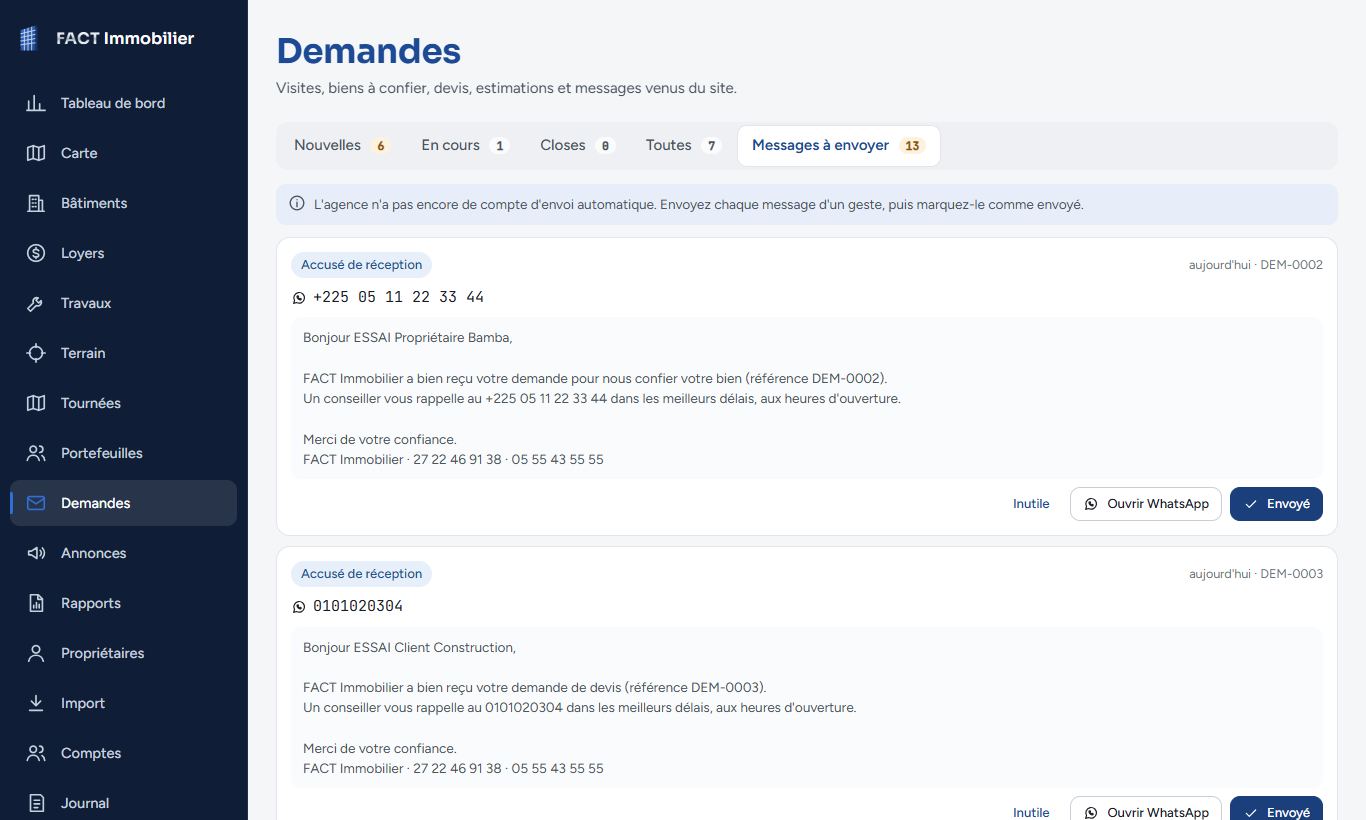 FACT Immobilier
Tableau de bord
Carte
Bâtiments
Loyers
Travaux
Terrain
Tournées
Portefeuilles
Demandes
Annonces
Rapports
Propriétaires
Import
Comptes
Journal
Demandes
Visites, biens à confier, devis, estimations et messages venus du site.
Nouvelles 6 En cours 1 Closes 0 Toutes 7 Messages à envoyer 13
L'agence n'a pas encore de compte d'envoi automatique. Envoyez chaque message d'un geste, puis marquez-le comme envoyé.
Accusé de réception aujourd'hui · DEM-0002
+225 05 11 22 33 44
Bonjour ESSAI Propriétaire Bamba,
FACT Immobilier a bien reçu votre demande pour nous confier votre bien (référence DEM-0002).
Un conseiller vous rappelle au +225 05 11 22 33 44 dans les meilleurs délais, aux heures d'ouverture.
Merci de votre confiance.
FACT Immobilier · 27 22 46 91 38 · 05 55 43 55 55
Inutile Ouvrir WhatsApp Envoyé
Accusé de réception aujourd'hui · DEM-0003
0101020304
Bonjour ESSAI Client Construction,
FACT Immobilier a bien reçu votre demande de devis (référence DEM-0003).
Un conseiller vous rappelle au 0101020304 dans les meilleurs délais, aux heures d'ouverture.
Merci de votre confiance.
FACT Immobilier · 27 22 46 91 38 · 05 55 43 55 55
Inutile Ouvrir WhatsApp Envoyé